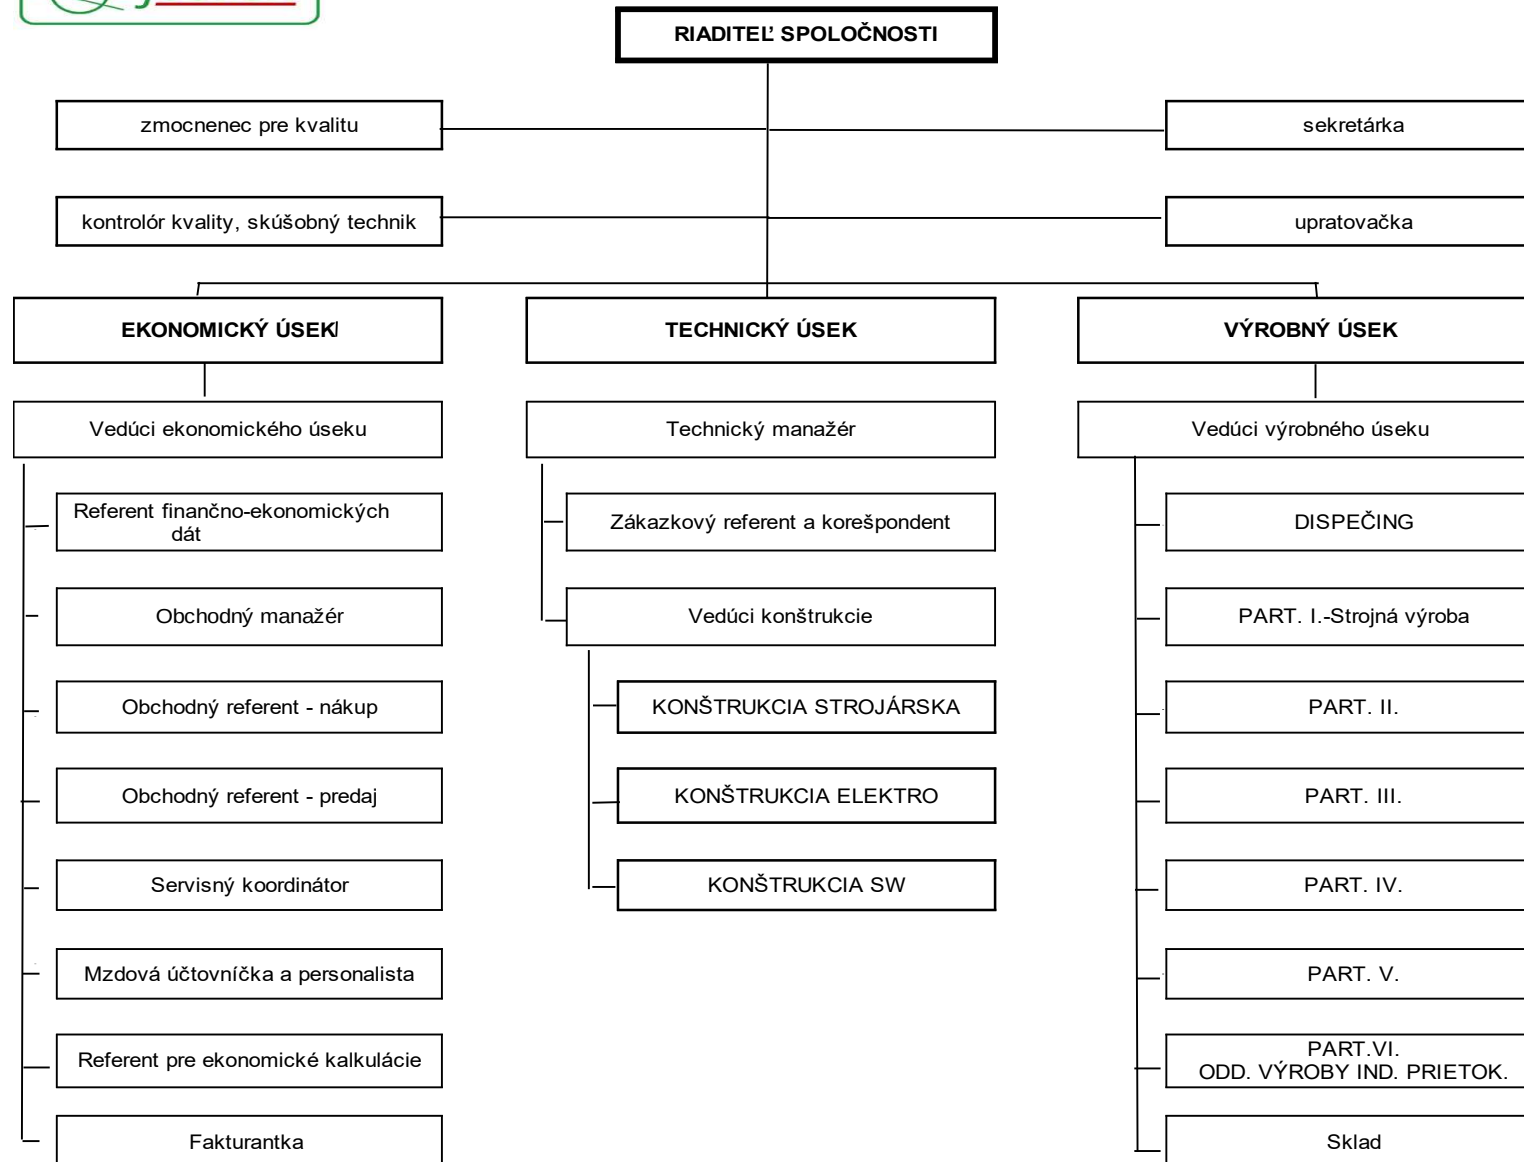 RIADITEĽ SPOLOČNOSTI
zmocnenec pre kvalitu
sekretárka
kontrolór kvality, skúšobný technik
upratovačka
EKONOMICKÝ ÚSEK
TECHNICKÝ ÚSEK
VÝROBNÝ ÚSEK
Vedúci ekonomického úseku
Technický manažér
Vedúci výrobného úseku
Referent finančno-ekonomických
dát
Zákazkový referent a korešpondent
DISPEČING
Obchodný manažér
Vedúci konštrukcie
PART. I.-Strojná výroba
Obchodný referent - nákup
KONŠTRUKCIA STROJÁRSKA
PART. II.
Obchodný referent - predaj
KONŠTRUKCIA ELEKTRO
PART. III.
Servisný koordinátor
KONŠTRUKCIA SW
PART. IV.
Mzdová účtovníčka a personalista
PART. V.
Referent pre ekonomické kalkulácie
PART.VI.
ODD. VÝROBY IND. PRIETOK.
Fakturantka
Sklad